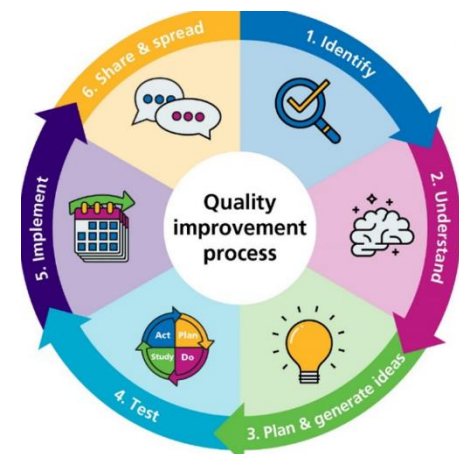 Quality
improvement
process
1. Identify
2. Understand
3. Plan & generate ideas
4. Test
Act
Plan
Study
Do
5. Implement
6. Share & spread